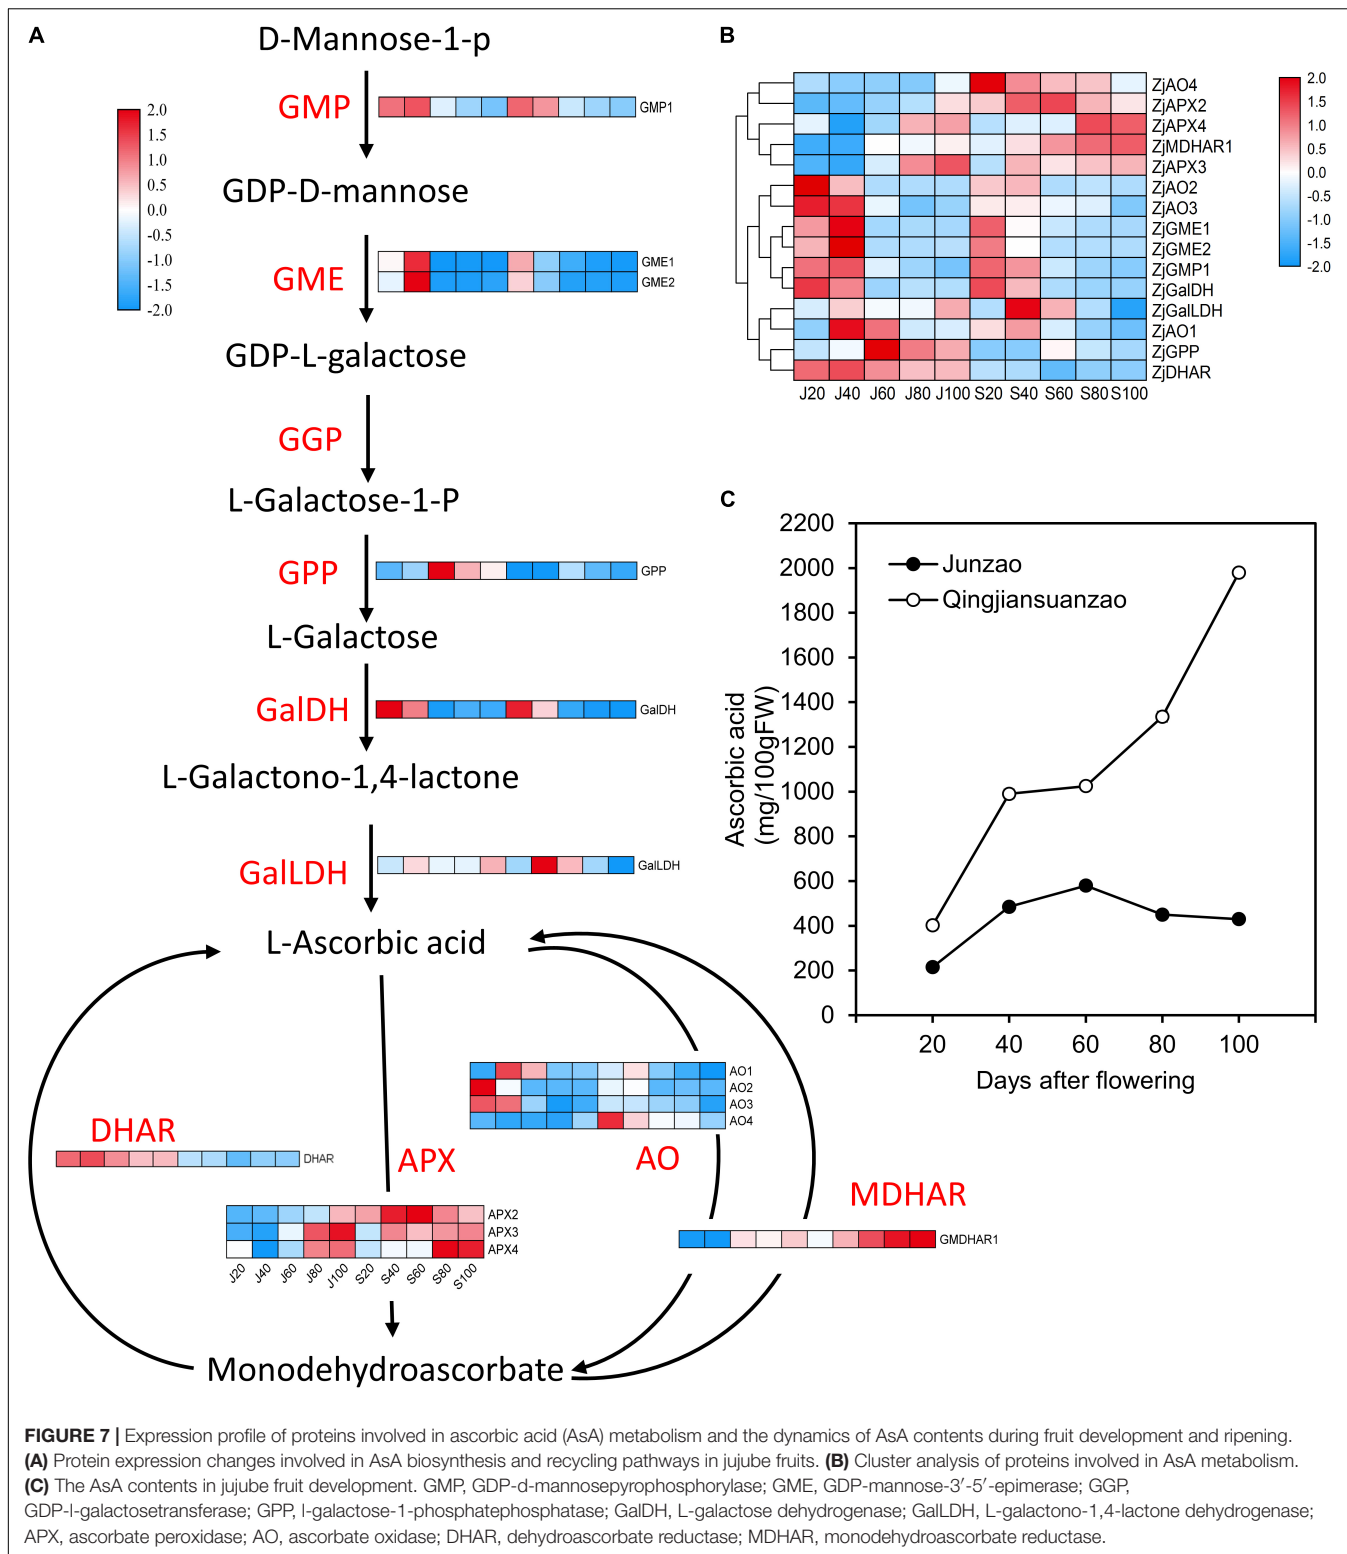 A
D-Mannose-1-p
GMP
GMP1
2.0
1.5
1.0
0.5
0.0
-0.5
-1.0
-1.5
-2.0
GDP-D-mannose
GME
GME1
GME2
GDP-L-galactose
GGP
L-Galactose-1-P
GPP
GPP
L-Galactose
GalDH
GalDH
L-Galactono-1,4-lactone
GalLDH
GalLDH
L-Ascorbic acid
AO1
AO2
AO3
AO4
DHAR
DHAR
APX
AO
MDHAR
APX2
APX3
APX4
J20 J40 J60 J80 J100 S20 S40 S60 S80 S100
GMDHAR1
Monodehydroascorbate
B
ZjAO4
ZjAPX2
ZjAPX4
ZjMDHAR1
ZjAPX3
ZjAO2
ZjAO3
ZjGME1
ZjGME2
ZjGMP1
ZjGalDH
ZjGalLDH
ZjAO1
ZjGPP
ZjDHAR
J20 J40 J60 J80 J100 S20 S40 S60 S80 S100
2.0
1.5
1.0
0.5
0.0
-0.5
-1.0
-1.5
-2.0
C
2200
2000
1800
1600
1400
1200
1000
800
600
400
200
0
Ascorbic acid
(mg/100gFW)
Junzao
Qingjiansuanzao
20 40 60 80 100
Days after flowering
FIGURE 7 | Expression profile of proteins involved in ascorbic acid (AsA) metabolism and the dynamics of AsA contents during fruit development and ripening.
(A) Protein expression changes involved in AsA biosynthesis and recycling pathways in jujube fruits. (B) Cluster analysis of proteins involved in AsA metabolism.
(C) The AsA contents in jujube fruit development. GMP, GDP-d-mannosepyrophosphorylase; GME, GDP-mannose-3′-5′-epimerase; GGP,
GDP-l-galactosetransferase; GPP, l-galactose-1-phosphatephosphatase; GalDH, L-galactose dehydrogenase; GalLDH, L-galactono-1,4-lactone dehydrogenase;
APX, ascorbate peroxidase; AO, ascorbate oxidase; DHAR, dehydroascorbate reductase; MDHAR, monodehydroascorbate reductase.